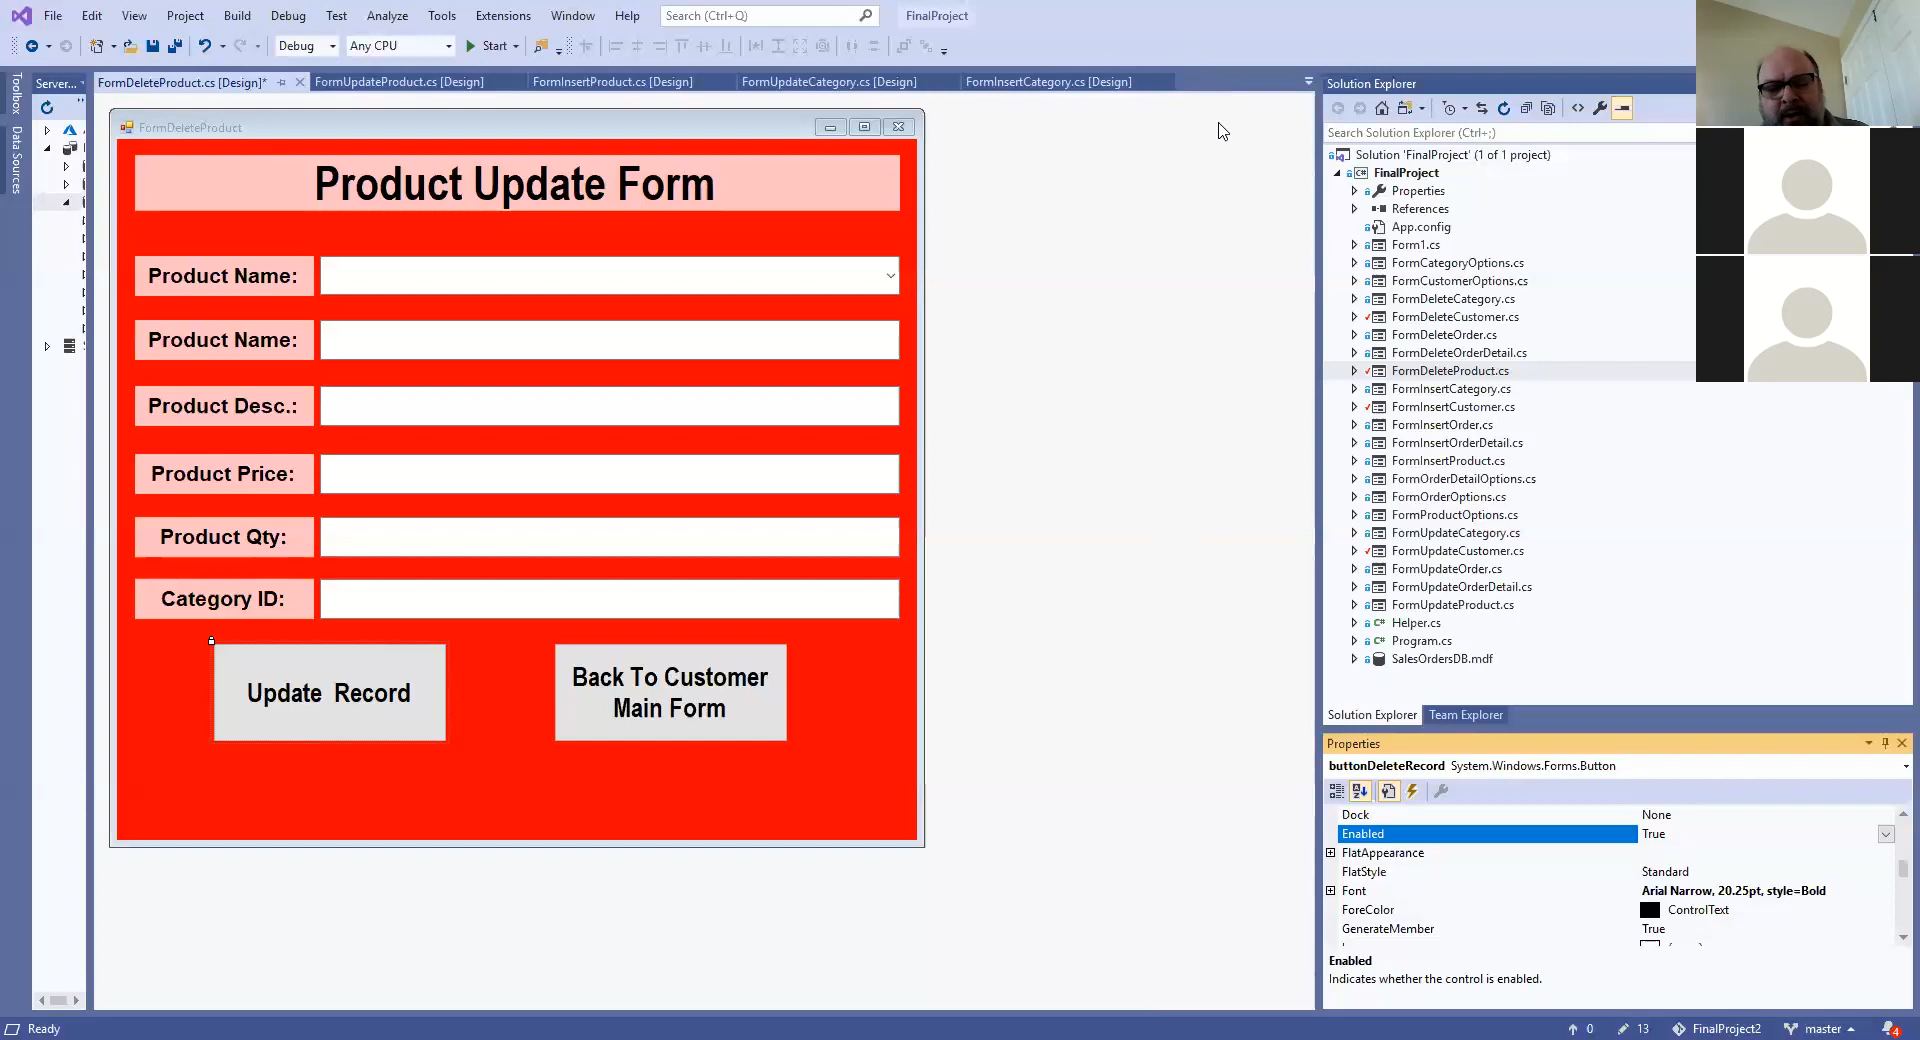 File Edit View Project Build Debug Test Analyze Tools Extensions Window Help Search (Ctrl+Q) FinalProject
Debug Any CPU Start
Toolbox
Data Sources
Server...
FormDeleteProduct.cs [Design]* FormUpdateProduct.cs [Design] FormInsertProduct.cs [Design] FormUpdateCategory.cs [Design] FormInsertCategory.cs [Design]
FormDeleteProduct
Product Update Form
Product Name:
Product Name:
Product Desc.:
Product Price:
Product Qty:
Category ID:
Update Record
Back To Customer
Main Form
Solution Explorer
Search Solution Explorer (Ctrl+;)
Solution 'FinalProject' (1 of 1 project)
FinalProject
Properties
References
App.config
Form1.cs
FormCategoryOptions.cs
FormCustomerOptions.cs
FormDeleteCategory.cs
FormDeleteCustomer.cs
FormDeleteOrder.cs
FormDeleteOrderDetail.cs
FormDeleteProduct.cs
FormInsertCategory.cs
FormInsertCustomer.cs
FormInsertOrder.cs
FormInsertOrderDetail.cs
FormInsertProduct.cs
FormOrderDetailOptions.cs
FormOrderOptions.cs
FormProductOptions.cs
FormUpdateCategory.cs
FormUpdateCustomer.cs
FormUpdateOrder.cs
FormUpdateOrderDetail.cs
FormUpdateProduct.cs
C# Helper.cs
C# Program.cs
SalesOrdersDB.mdf
Solution Explorer Team Explorer
Properties
buttonDeleteRecord System.Windows.Forms.Button
Dock None
Enabled True
FlatAppearance
FlatStyle Standard
Font Arial Narrow, 20.25pt, style=Bold
ForeColor ControlText
GenerateMember True
Enabled
Indicates whether the control is enabled.
Ready 0 13 FinalProject2 master 4